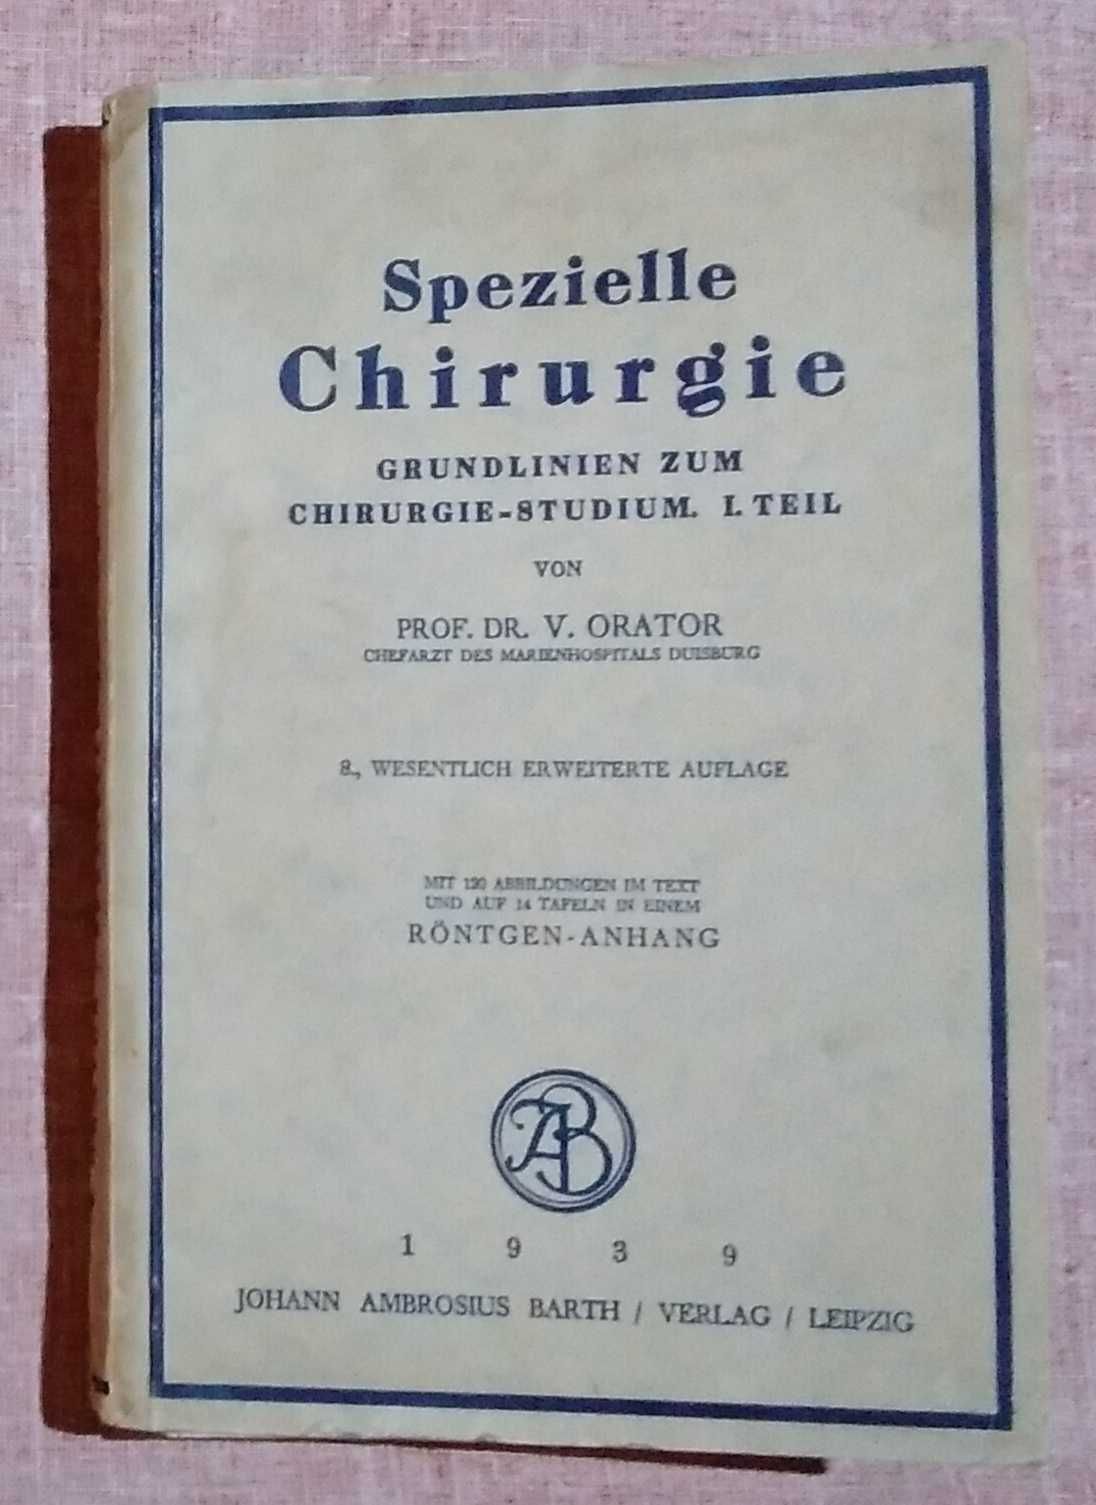 Spezielle
Chirurgie
GRUNDLINIEN ZUM
CHIRURGIE-STUDIUM. I. TEIL
VON
PROF. DR. V. ORATOR
CHEFARZT DES MARIENHOSPITALS DUISBURG
8., WESENTLICH ERWEITERTE AUFLAGE
MIT 120 ABBILDUNGEN IM TEXT
UND AUF 14 TAFELN IN EINEM
RÖNTGEN-ANHANG
JAB
1 9 3 9
JOHANN AMBROSIUS BARTH / VERLAG / LEIPZIG